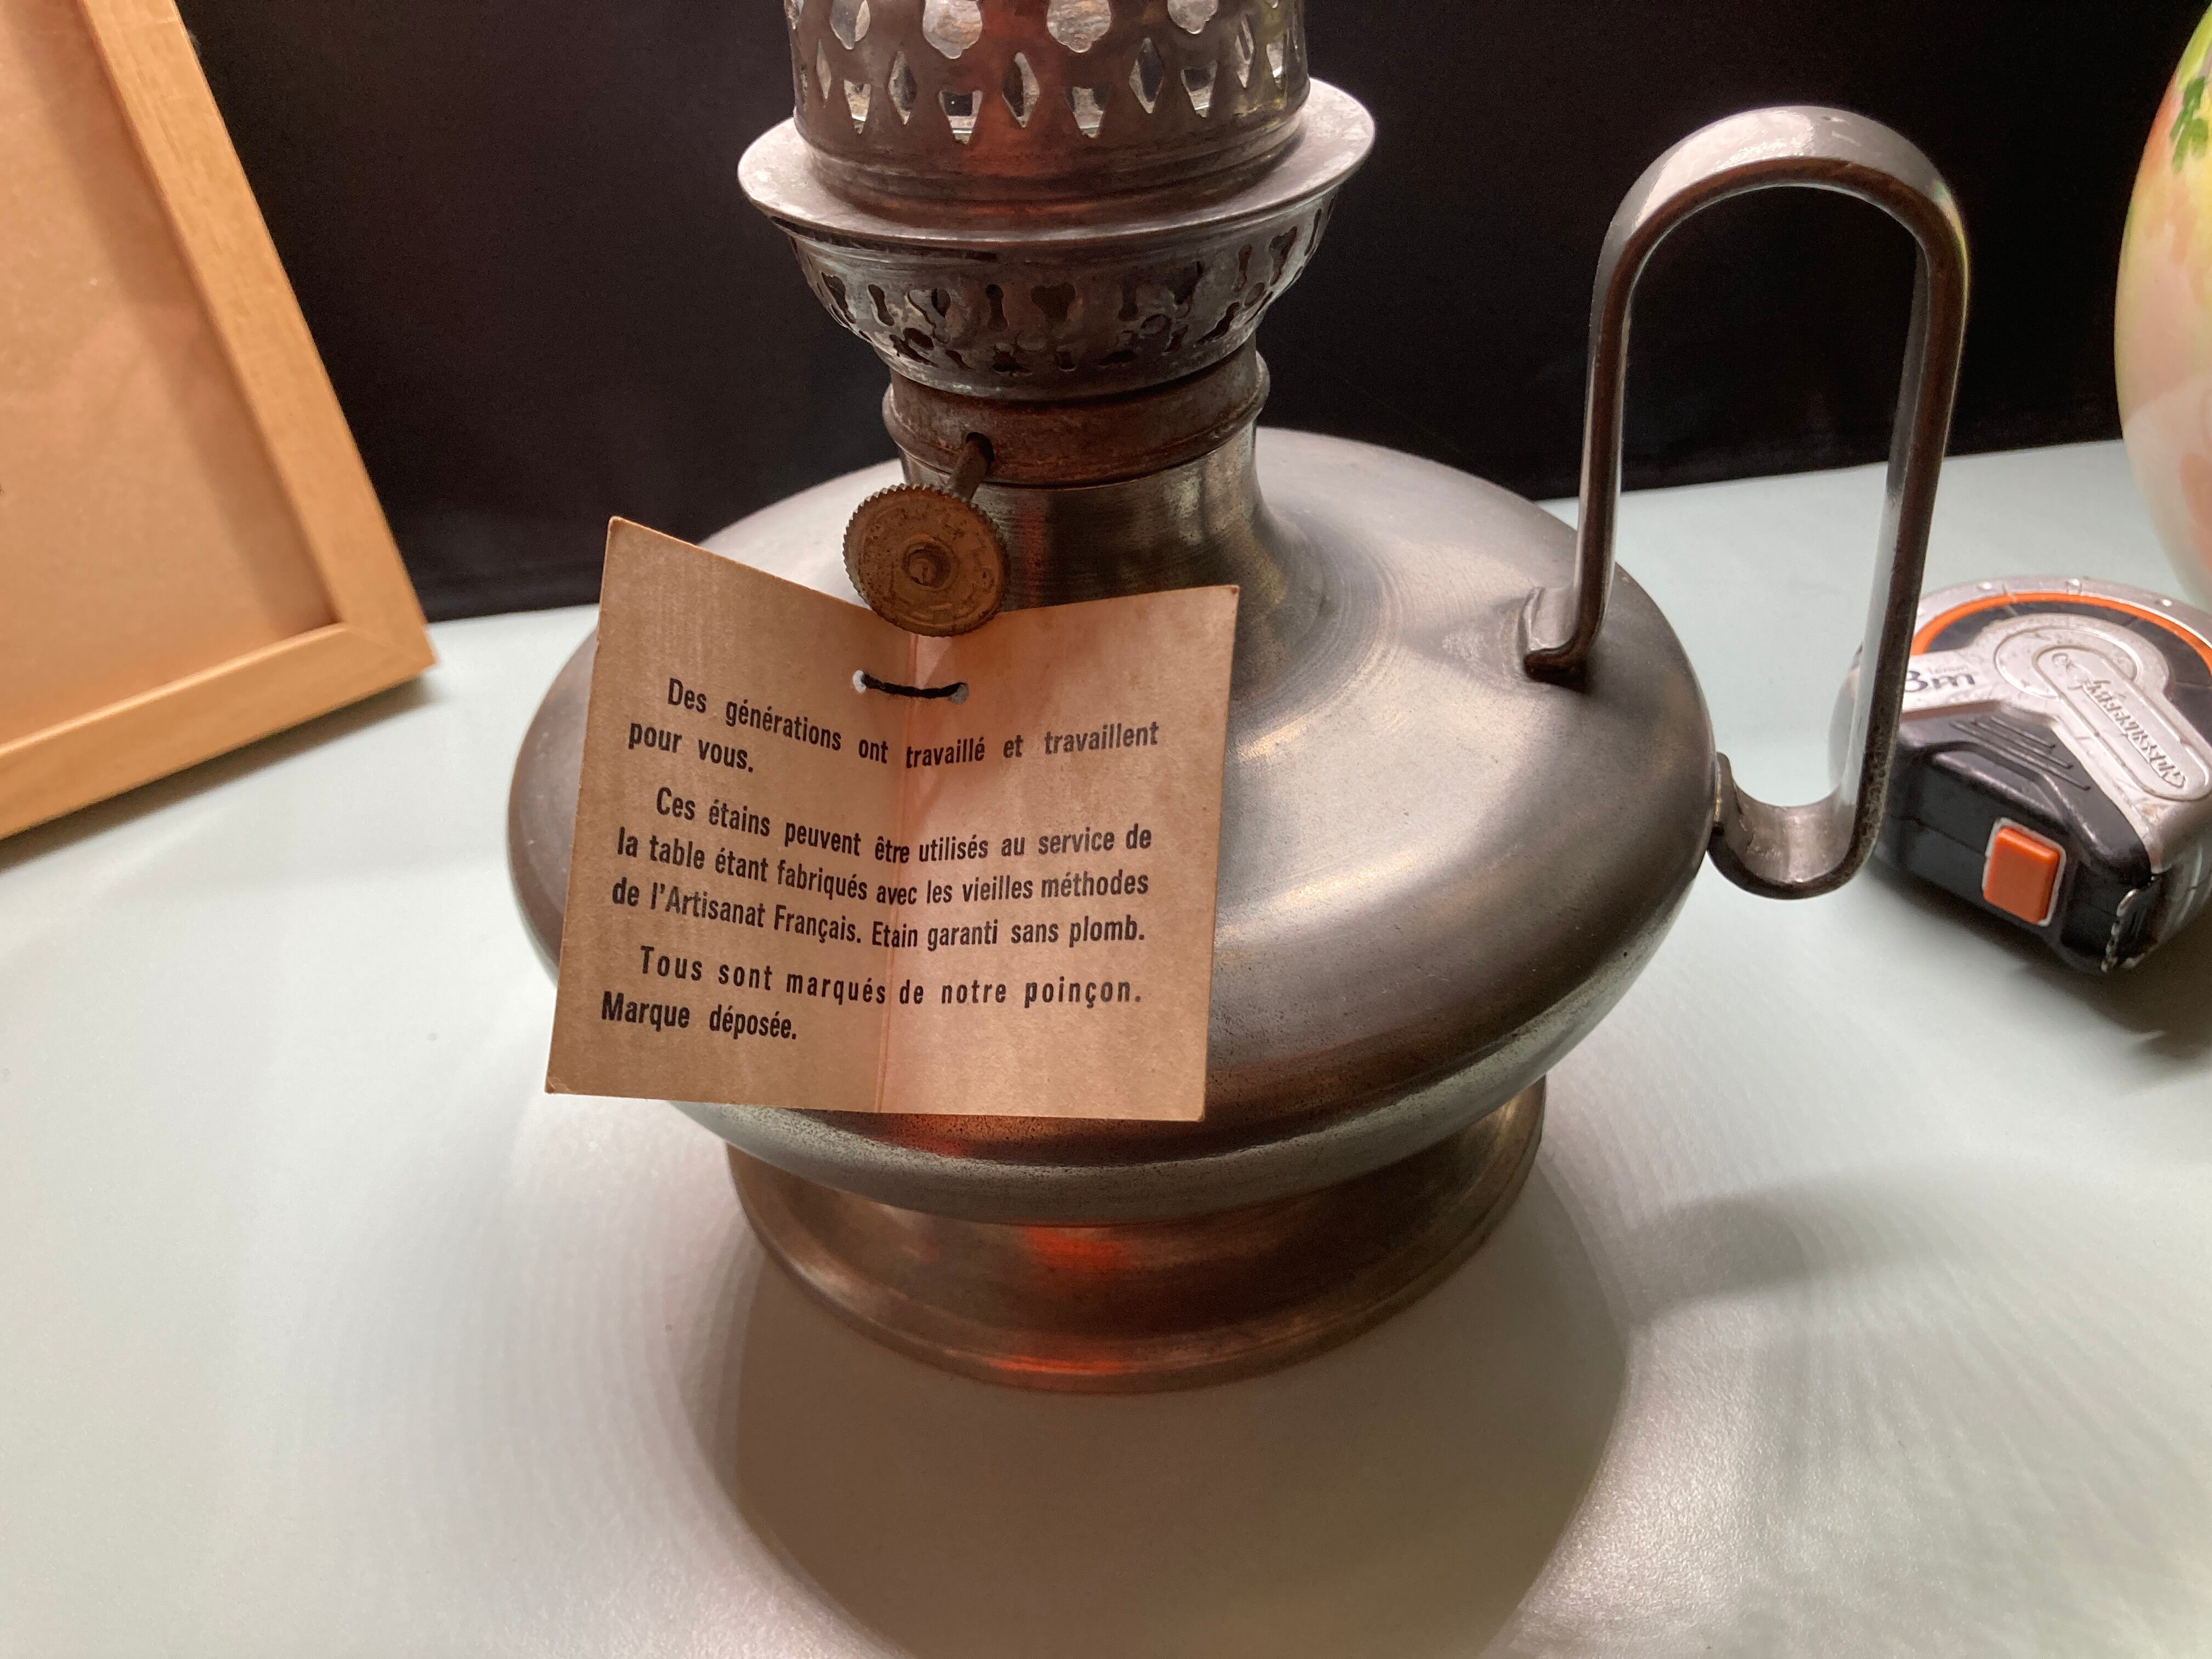 Des générations ont travaillé et travaillent
pour vous.
Ces étains peuvent être utilisés au service de
la table étant fabriqués avec les vieilles méthodes
de l'Artisanat Français. Etain garanti sans plomb.
Tous sont marqués de notre poinçon.
Marque déposée.
3m